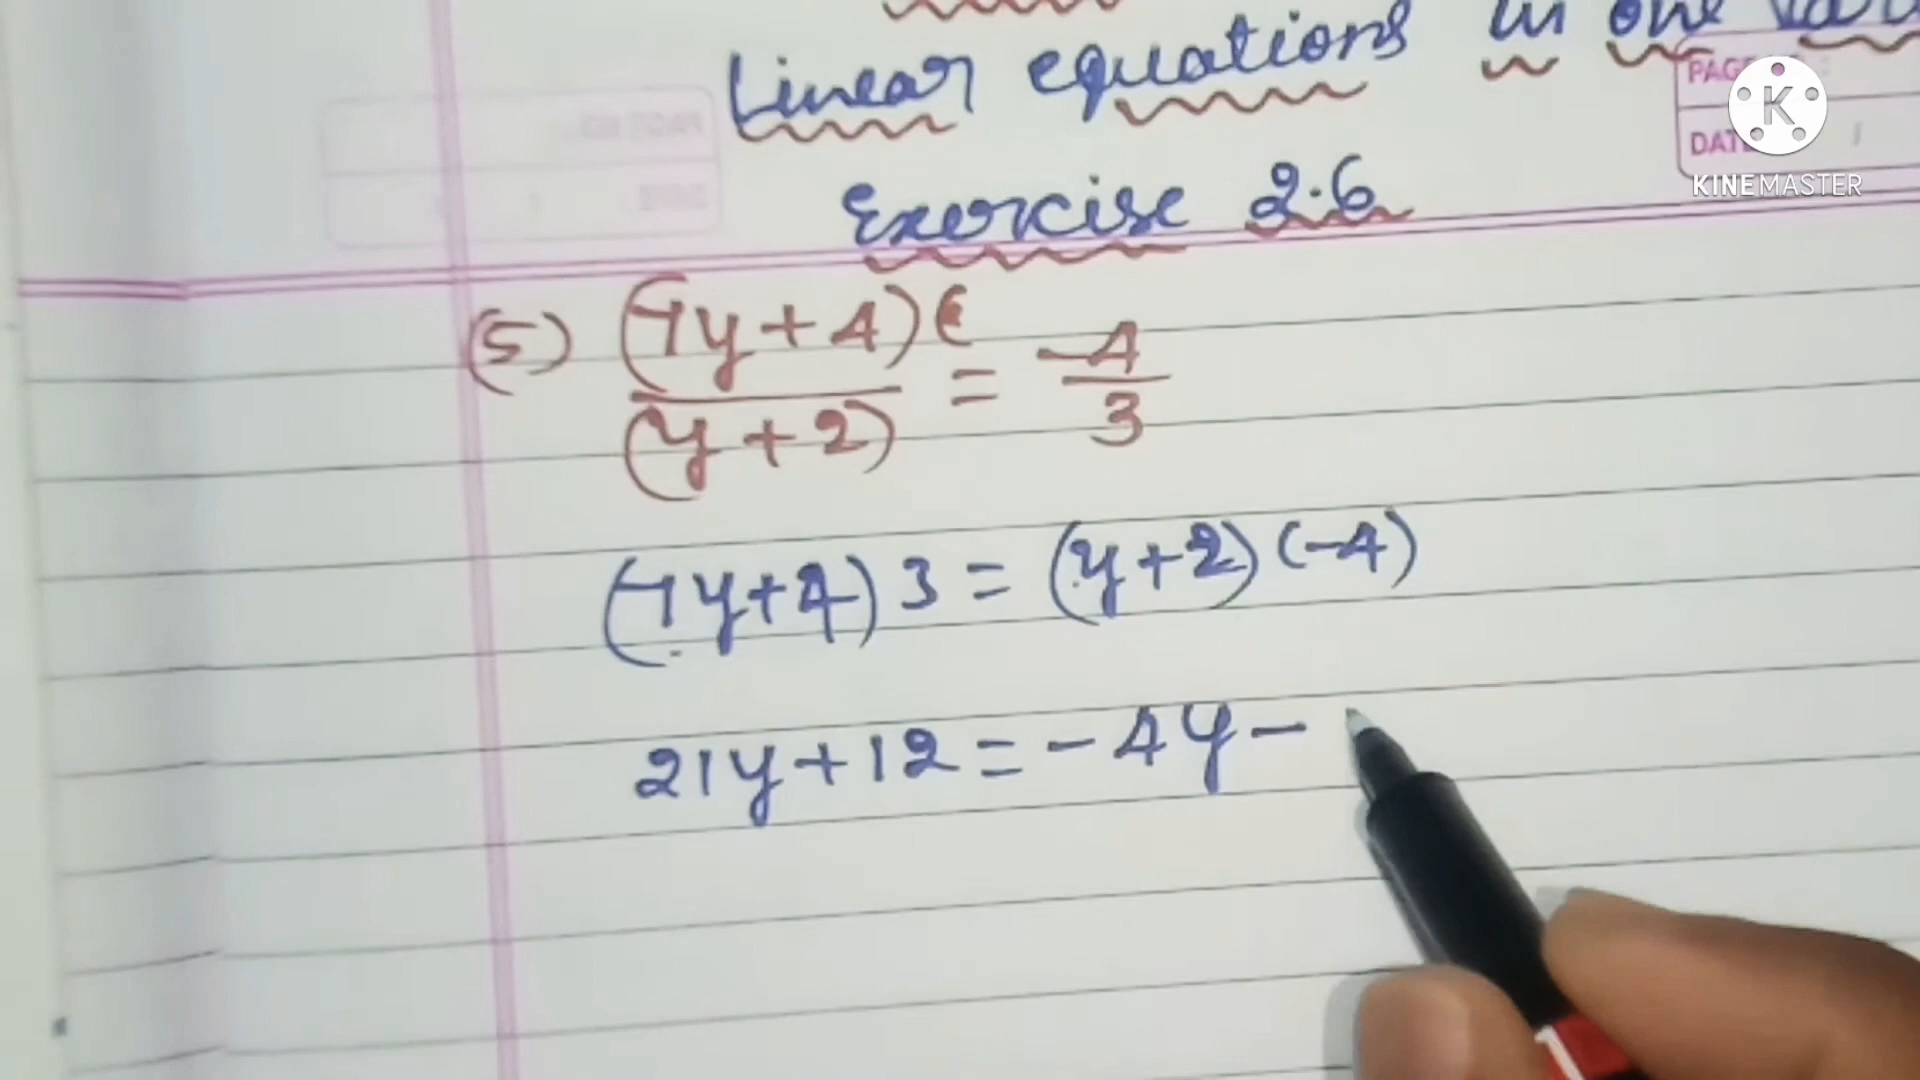 Linear equations in one
PAGE
DATE
K
KINEMASTER
Exercise 2.6
(5) (7y+4)(
(y+2) = -4
3
(7y+4) 3 = (y+2) (-4)
21y+12 = -4y-